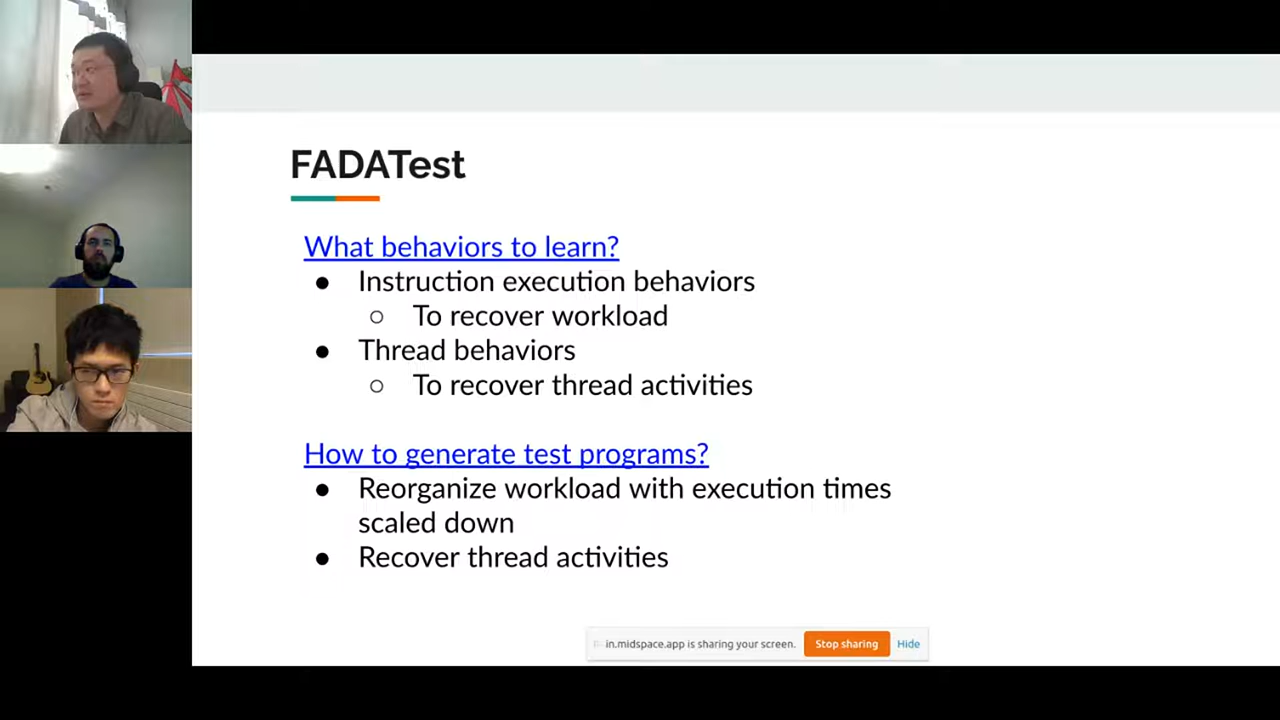 FADATest
What behaviors to learn?
● Instruction execution behaviors
○ To recover workload
● Thread behaviors
○ To recover thread activities
How to generate test programs?
● Reorganize workload with execution times
scaled down
● Recover thread activities
in.midspace.app is sharing your screen. Stop sharing Hide